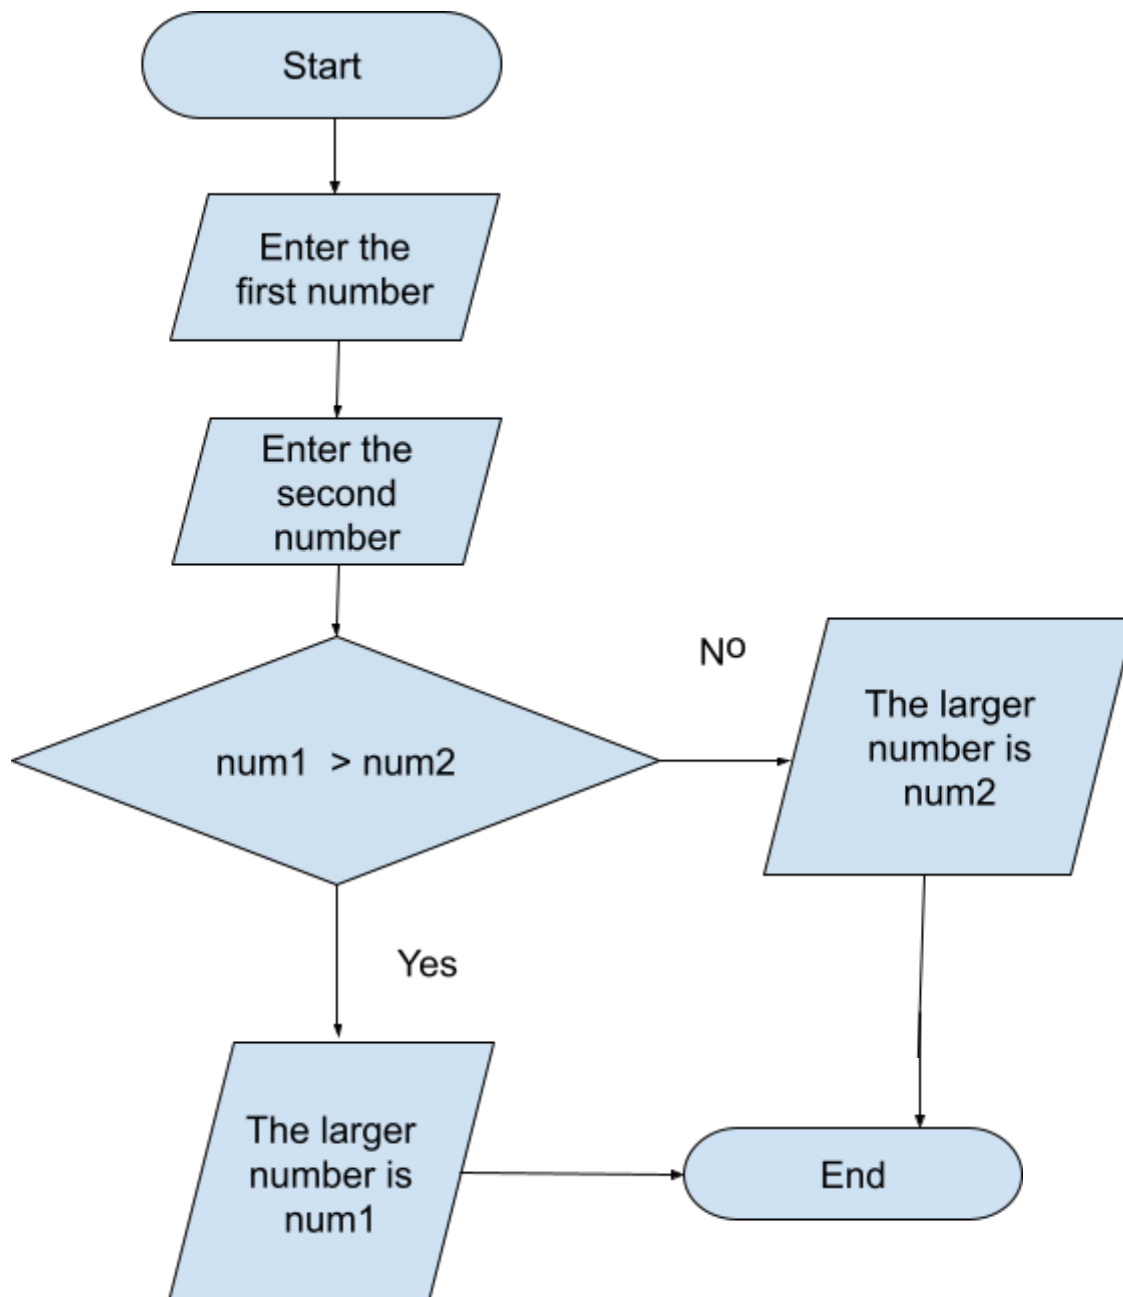 Start
Enter the
first number
Enter the
second
number
num1  > num2
No
The larger
number is
num2
Yes
The larger
number is
num1
End